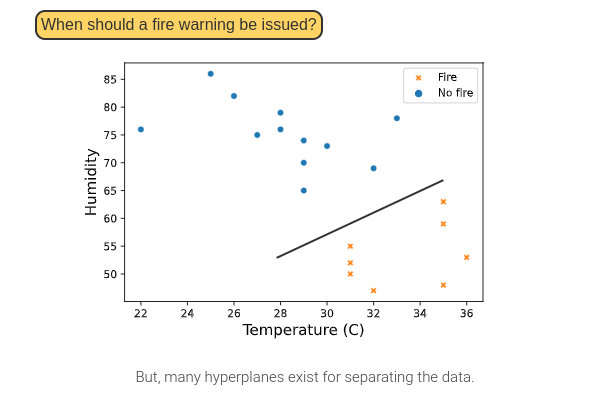 When should a fire warning be issued?
Fire
No fire
85
80
75
70
65
60
55
50
Humidity
22 24 26 28 30 32 34 36
Temperature (C)
But, many hyperplanes exist for separating the data.